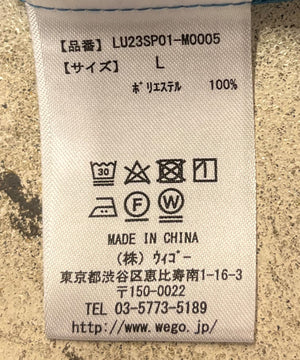 【品番】 LU23SP01-M0005
【サイズ】 L
ポリエステル 100%
30
F W
MADE IN CHINA
(株) ウィゴー
東京都渋谷区恵比寿南1-16-3
〒150-0022
TEL 03-5773-5189
http://www.wego.jp/